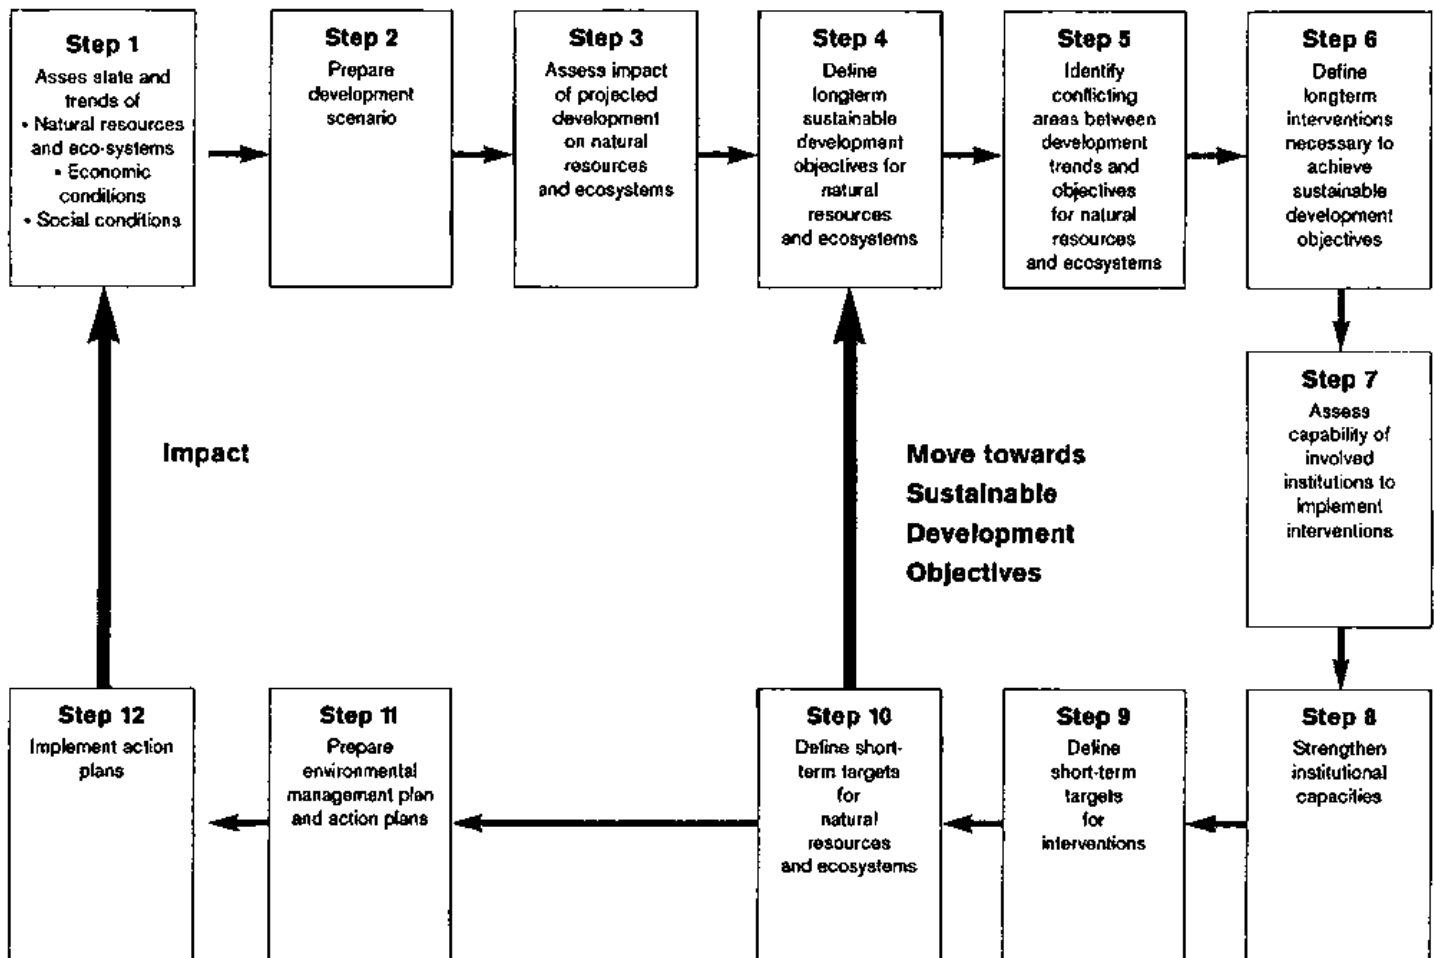 Step 1
Asses state and
trends of
• Natural resources
and eco-systems
• Economic
conditions
• Social conditions
Step 2
Prepare
development
scenario
Step 3
Assess impact
of projected
development
on natural
resources
and ecosystems
Step 4
Define
longterm
sustainable
development
objectives for
natural
resources
and ecosystems
Step 5
Identify
conflicting
areas between
development
trends and
objectives
for natural
resources
and ecosystems
Step 6
Define
longterm
interventions
necessary to
achieve
sustainable
development
objectives
Step 7
Assess
capability of
involved
institutions to
implement
interventions
Impact
Move towards
Sustainable
Development
Objectives
Step 12
Implement action
plans
Step 11
Prepare
environmental
management plan
and action plans
Step 10
Define short-
term targets
for
natural
resources
and ecosystems
Step 9
Define
short-term
targets
for
interventions
Step 8
Strengthen
institutional
capacities